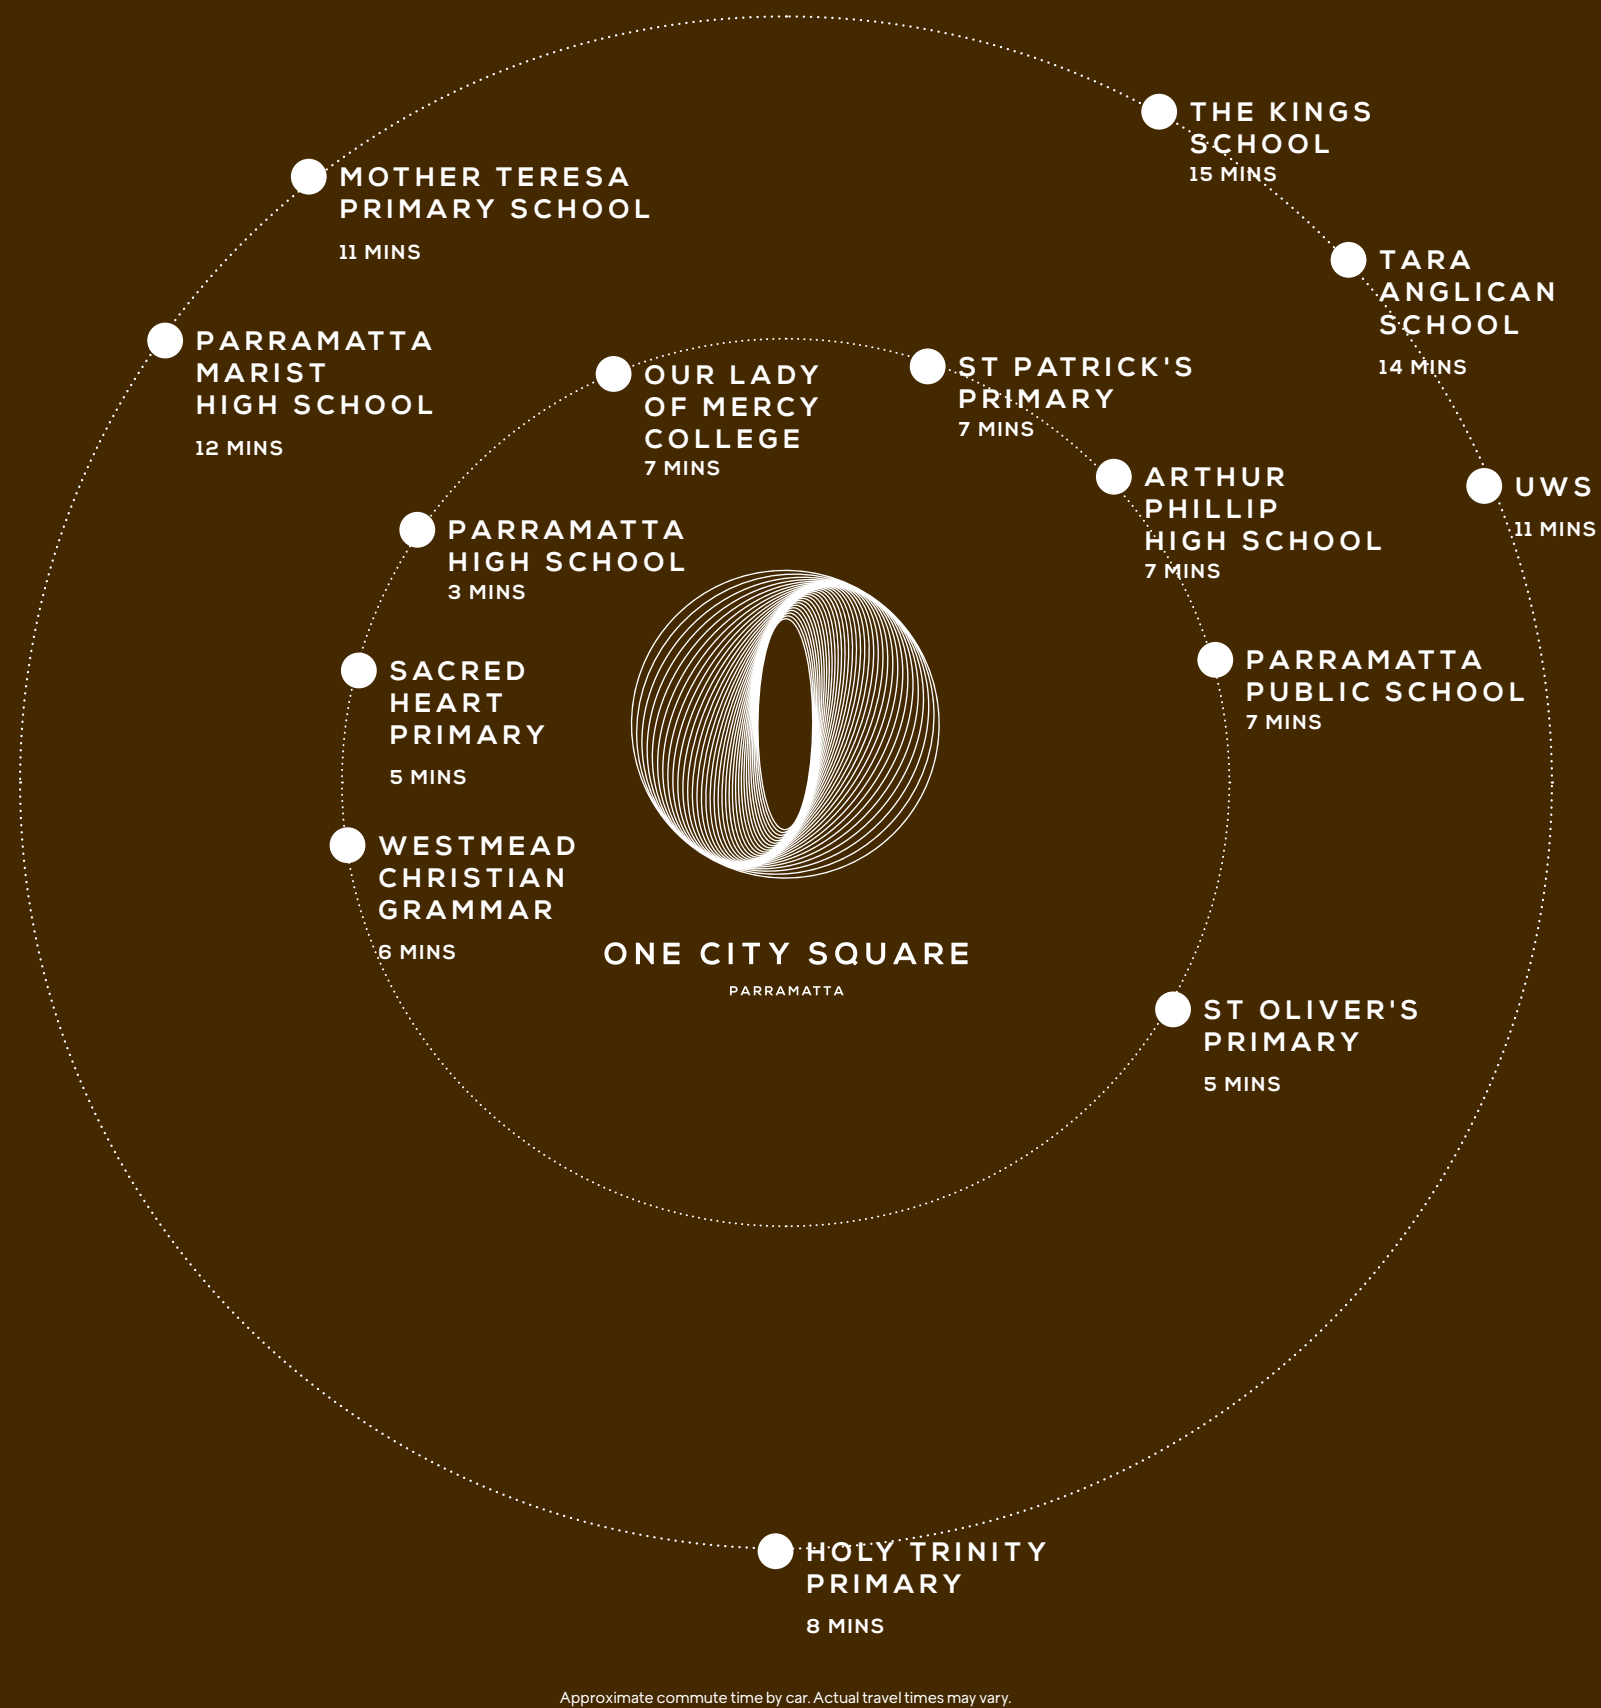 THE KINGS
SCHOOL
15 MINS
MOTHER TERESA
PRIMARY SCHOOL
11 MINS
TARA
ANGLICAN
SCHOOL
14 MINS
PARRAMATTA
MARIST
HIGH SCHOOL
12 MINS
OUR LADY
OF MERCY
COLLEGE
7 MINS
ST PATRICK'S
PRIMARY
7 MINS
ARTHUR
PHILLIP
HIGH SCHOOL
7 MINS
UWS
11 MINS
PARRAMATTA
HIGH SCHOOL
3 MINS
SACRED
HEART
PRIMARY
5 MINS
PARRAMATTA
PUBLIC SCHOOL
7 MINS
WESTMEAD
CHRISTIAN
GRAMMAR
6 MINS
ONE CITY SQUARE
PARRAMATTA
ST OLIVER'S
PRIMARY
5 MINS
HOLY TRINITY
PRIMARY
8 MINS
Approximate commute time by car. Actual travel times may vary.